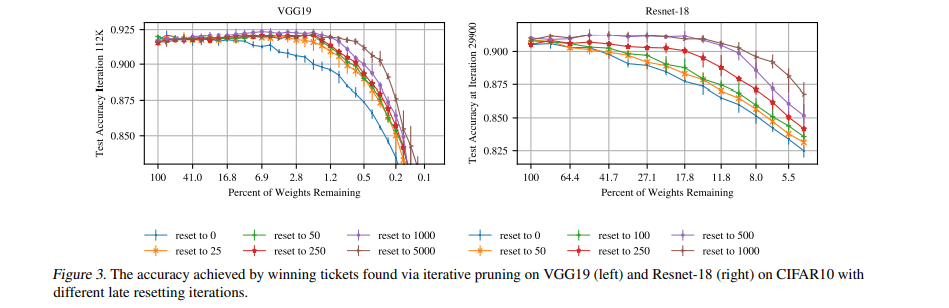 VGG19
Test Accuracy Iteration 112K
0.925
0.900
0.875
0.850
100 41.0 16.8 6.9 2.8 1.2 0.5 0.2 0.1
Percent of Weights Remaining
Resnet-18
Test Accuracy at Iteration 29900
0.900
0.875
0.850
0.825
100 64.4 41.7 27.1 17.8 11.8 8.0 5.5
Percent of Weights Remaining
reset to 0 reset to 50 reset to 1000
reset to 25 reset to 250 reset to 5000
reset to 0 reset to 100 reset to 500
reset to 50 reset to 250 reset to 1000
Figure 3. The accuracy achieved by winning tickets found via iterative pruning on VGG19 (left) and Resnet-18 (right) on CIFAR10 with
different late resetting iterations.